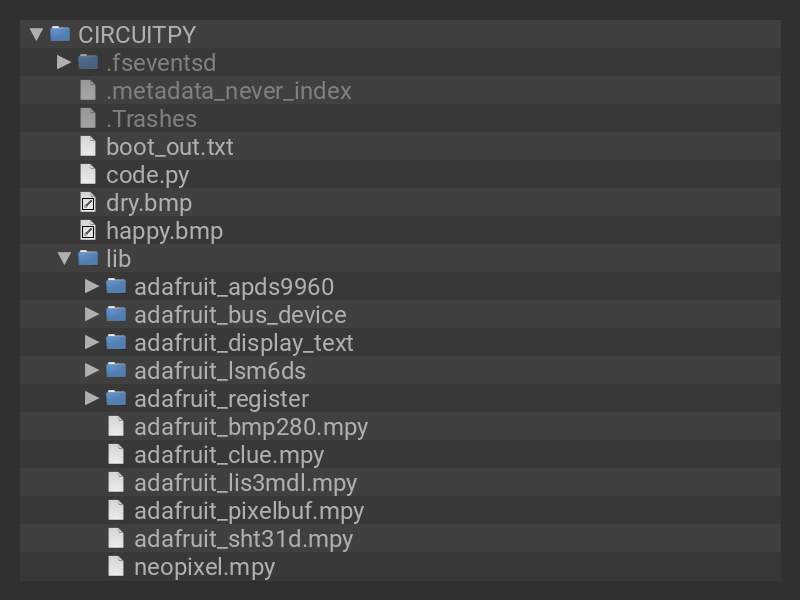 CIRCUITPY
.fseventsd
.metadata_never_index
.Trashes
boot_out.txt
code.py
dry.bmp
happy.bmp
lib
adafruit_apds9960
adafruit_bus_device
adafruit_display_text
adafruit_lsm6ds
adafruit_register
adafruit_bmp280.mpy
adafruit_clue.mpy
adafruit_lis3mdl.mpy
adafruit_pixelbuf.mpy
adafruit_sht31d.mpy
neopixel.mpy